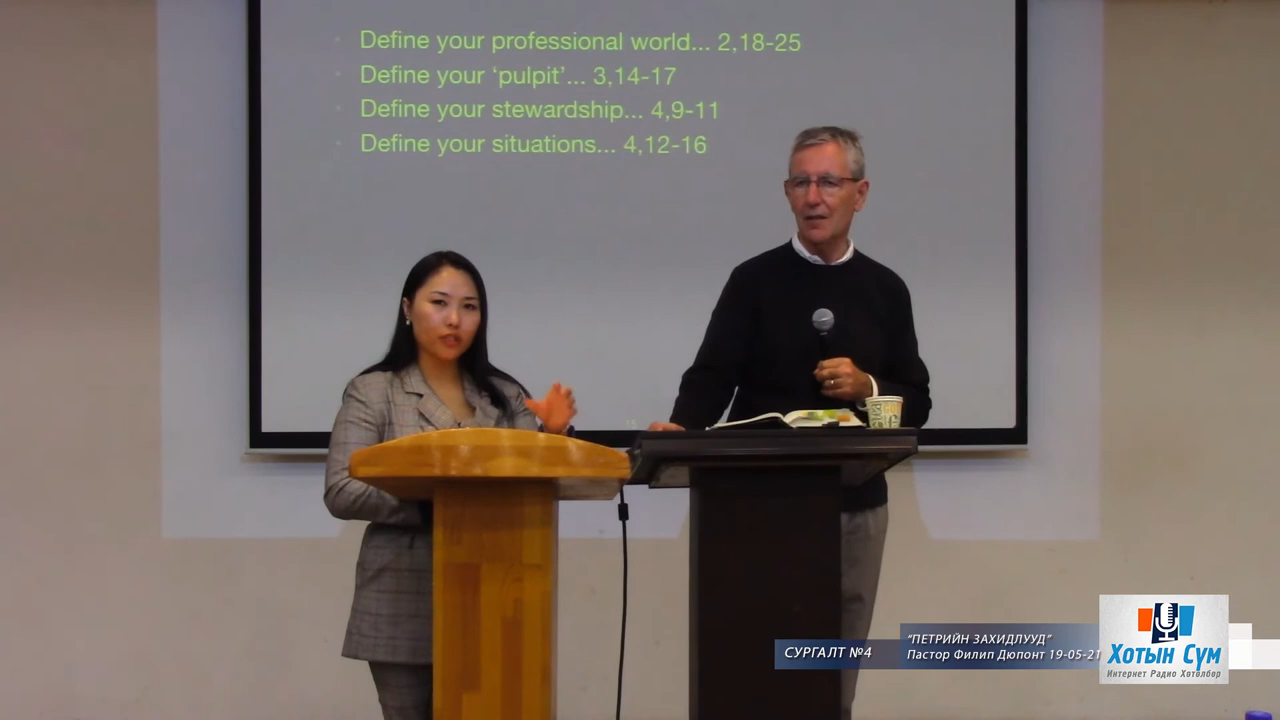 Define your professional world... 2,18-25
Define your ‘pulpit’... 3,14-17
Define your stewardship... 4,9-11
Define your situations... 4,12-16
СУРГАЛТ №4
"ПЕТРИЙН ЗАХИДЛУУД"
Пастор Филип Дюпонт 19-05-21
Хотын Сүм
Интернет Радио Хөтөлбөр